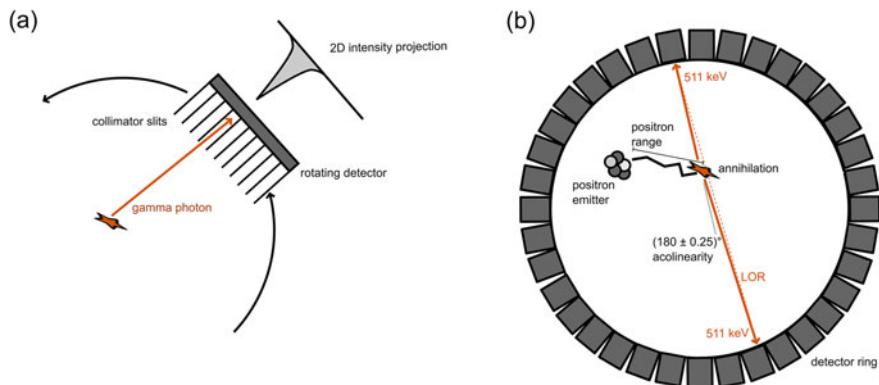 (a)
2D intensity projection
collimator slits
rotating detector
gamma photon
(b)
511 keV
positron
range
annihilation
positron
emitter
(180 ± 0.25)°
acolinearity
LOR
511 keV
detector ring